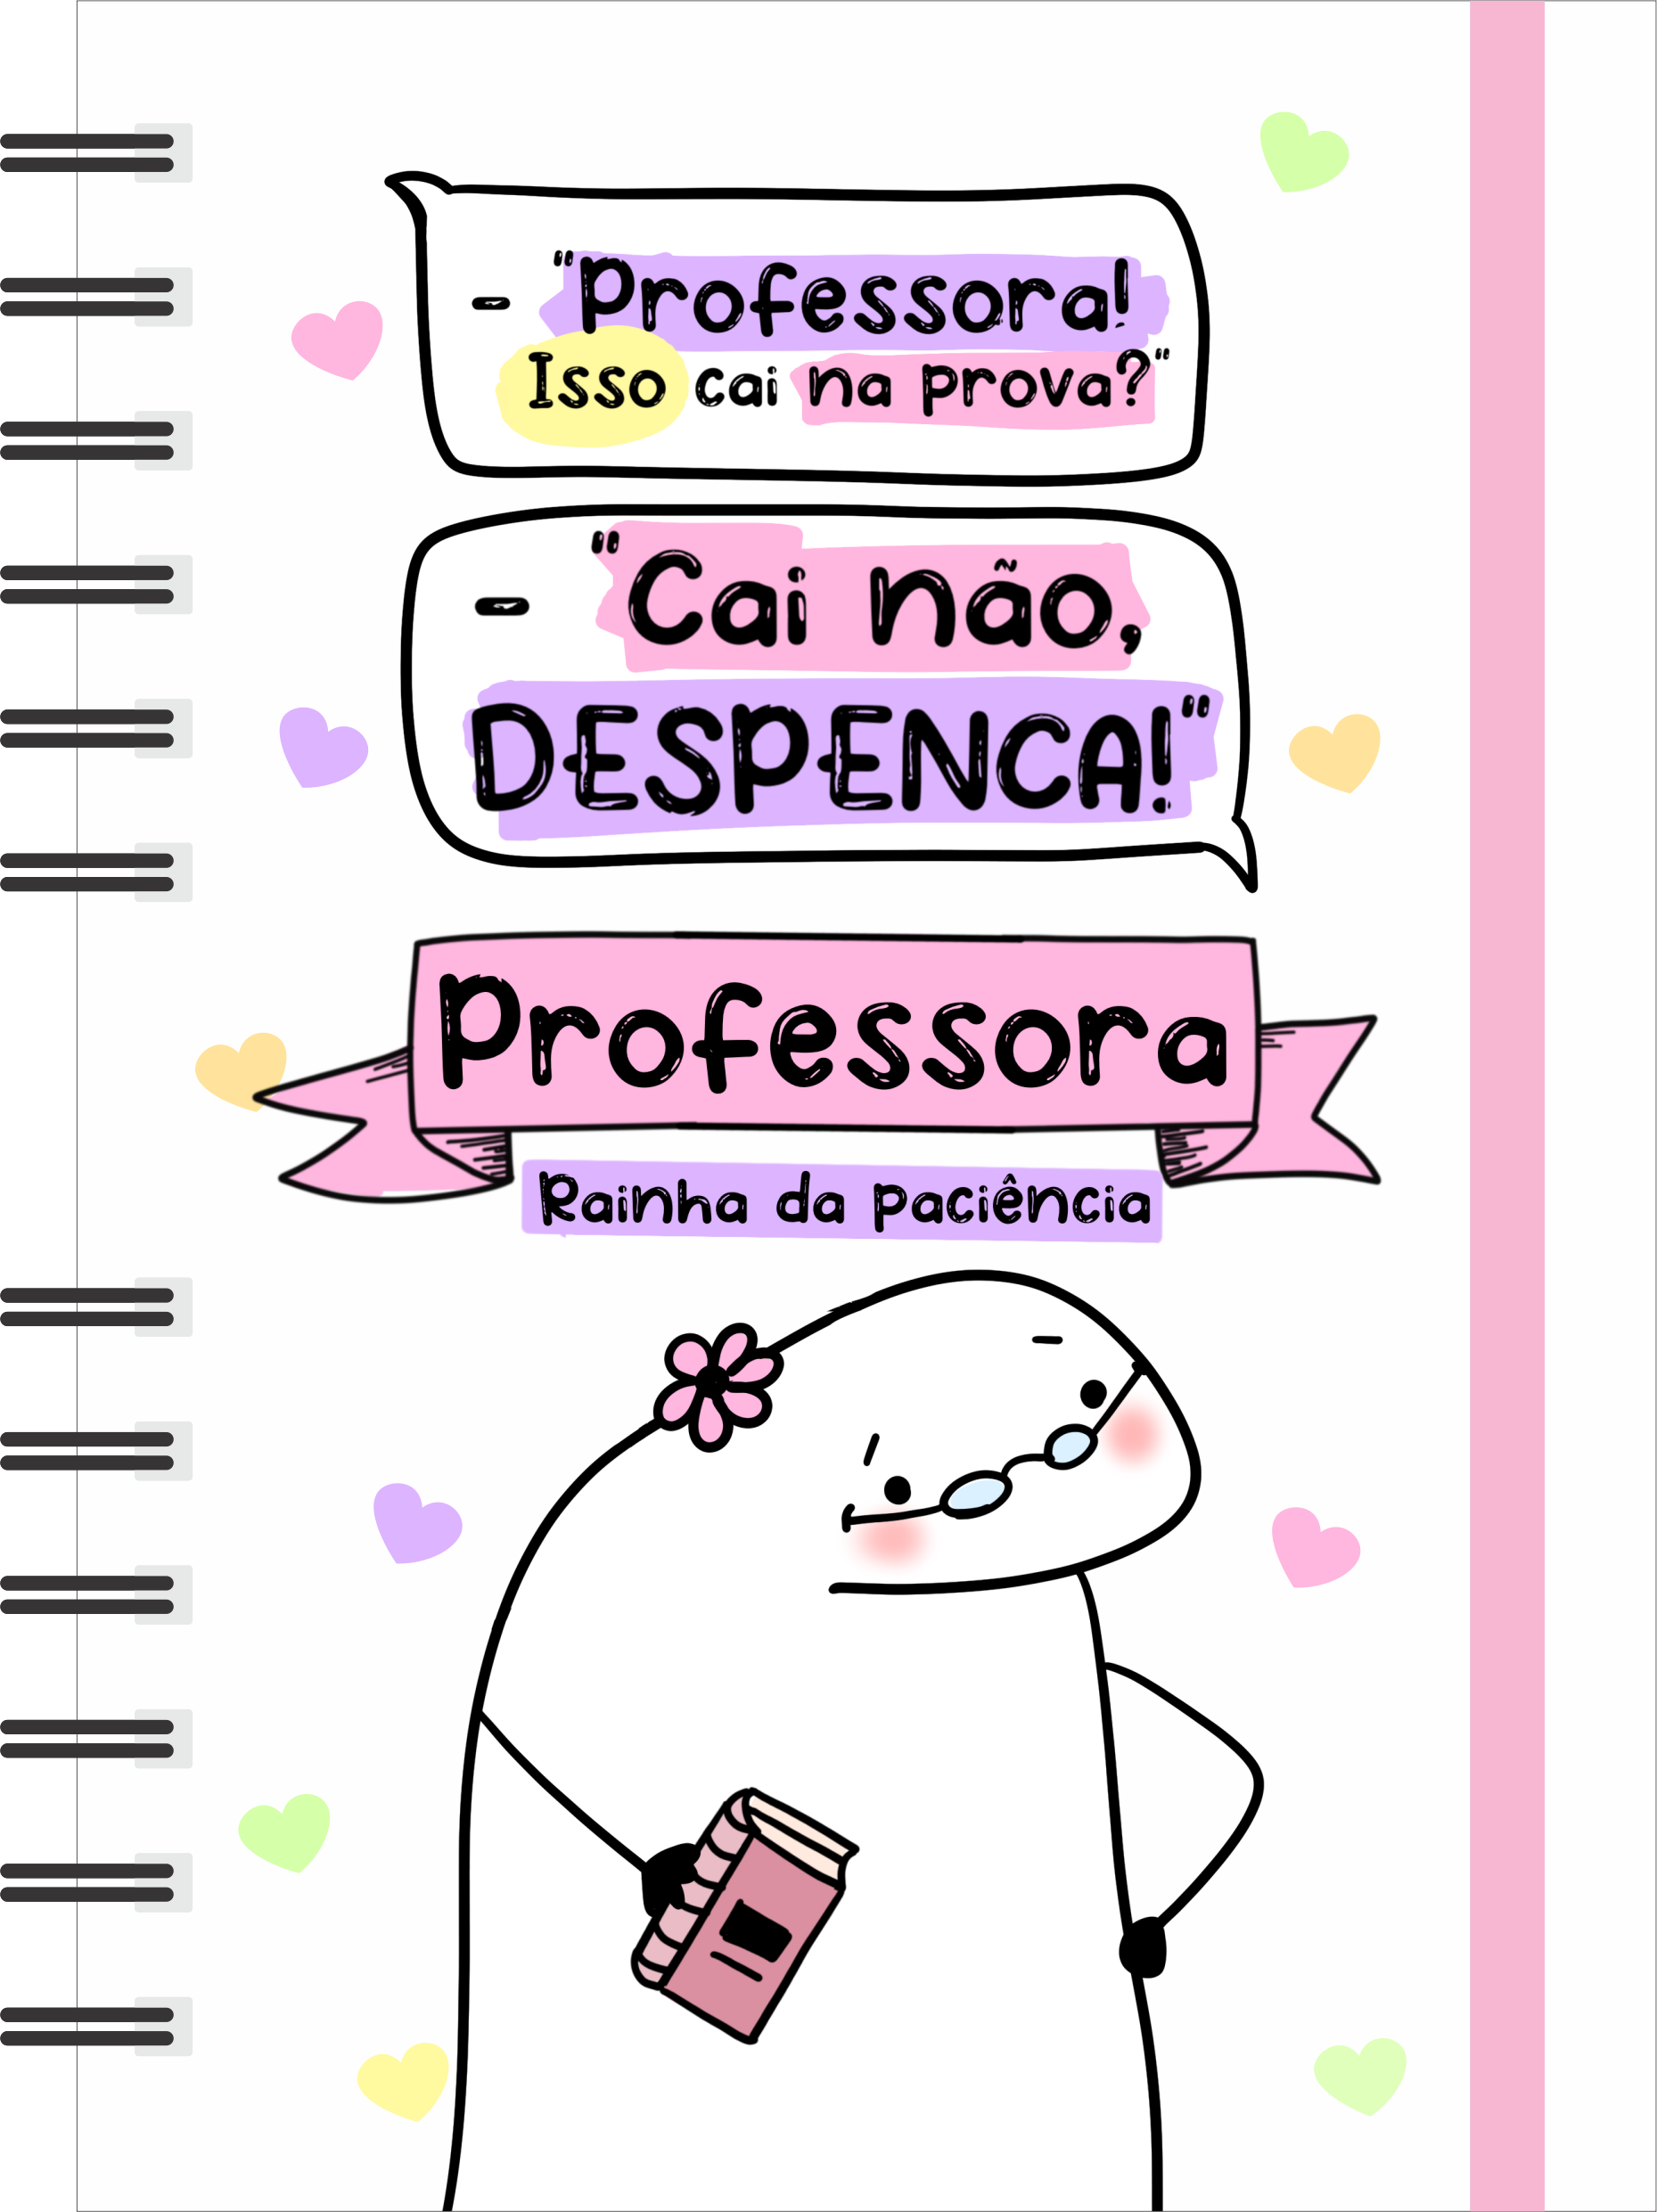 - "Professora!
Isso cai na prova?"
- "Cai não,
DESPENCA!"
Professora
Rainha da paciência